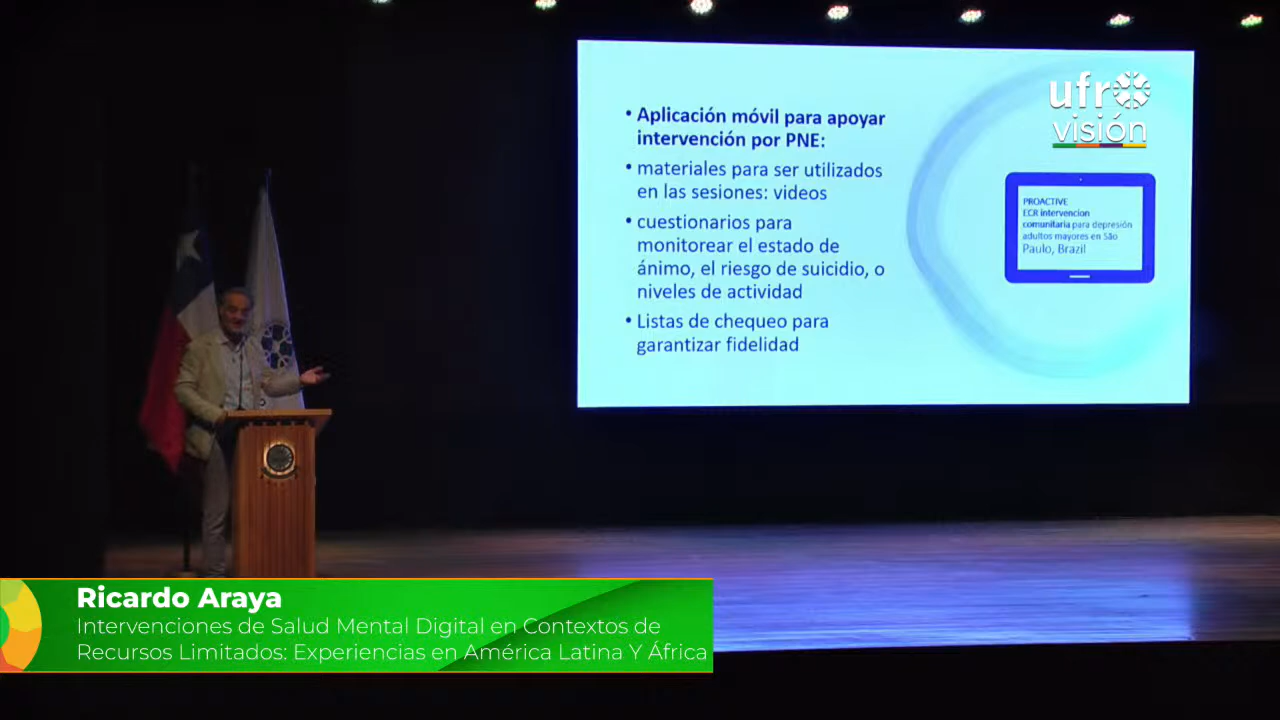 ufro
visión
• Aplicación móvil para apoyar
intervención por PNE:
• materiales para ser utilizados
en las sesiones: videos
• cuestionarios para
monitorear el estado de
ánimo, el riesgo de suicidio, o
niveles de actividad
• Listas de chequeo para
garantizar fidelidad
PROACTIVE
ECR intervencion
comunitaria para depresión
adultos mayores en São
Paulo, Brazil
Ricardo Araya
Intervenciones de Salud Mental Digital en Contextos de
Recursos Limitados: Experiencias en América Latina Y África